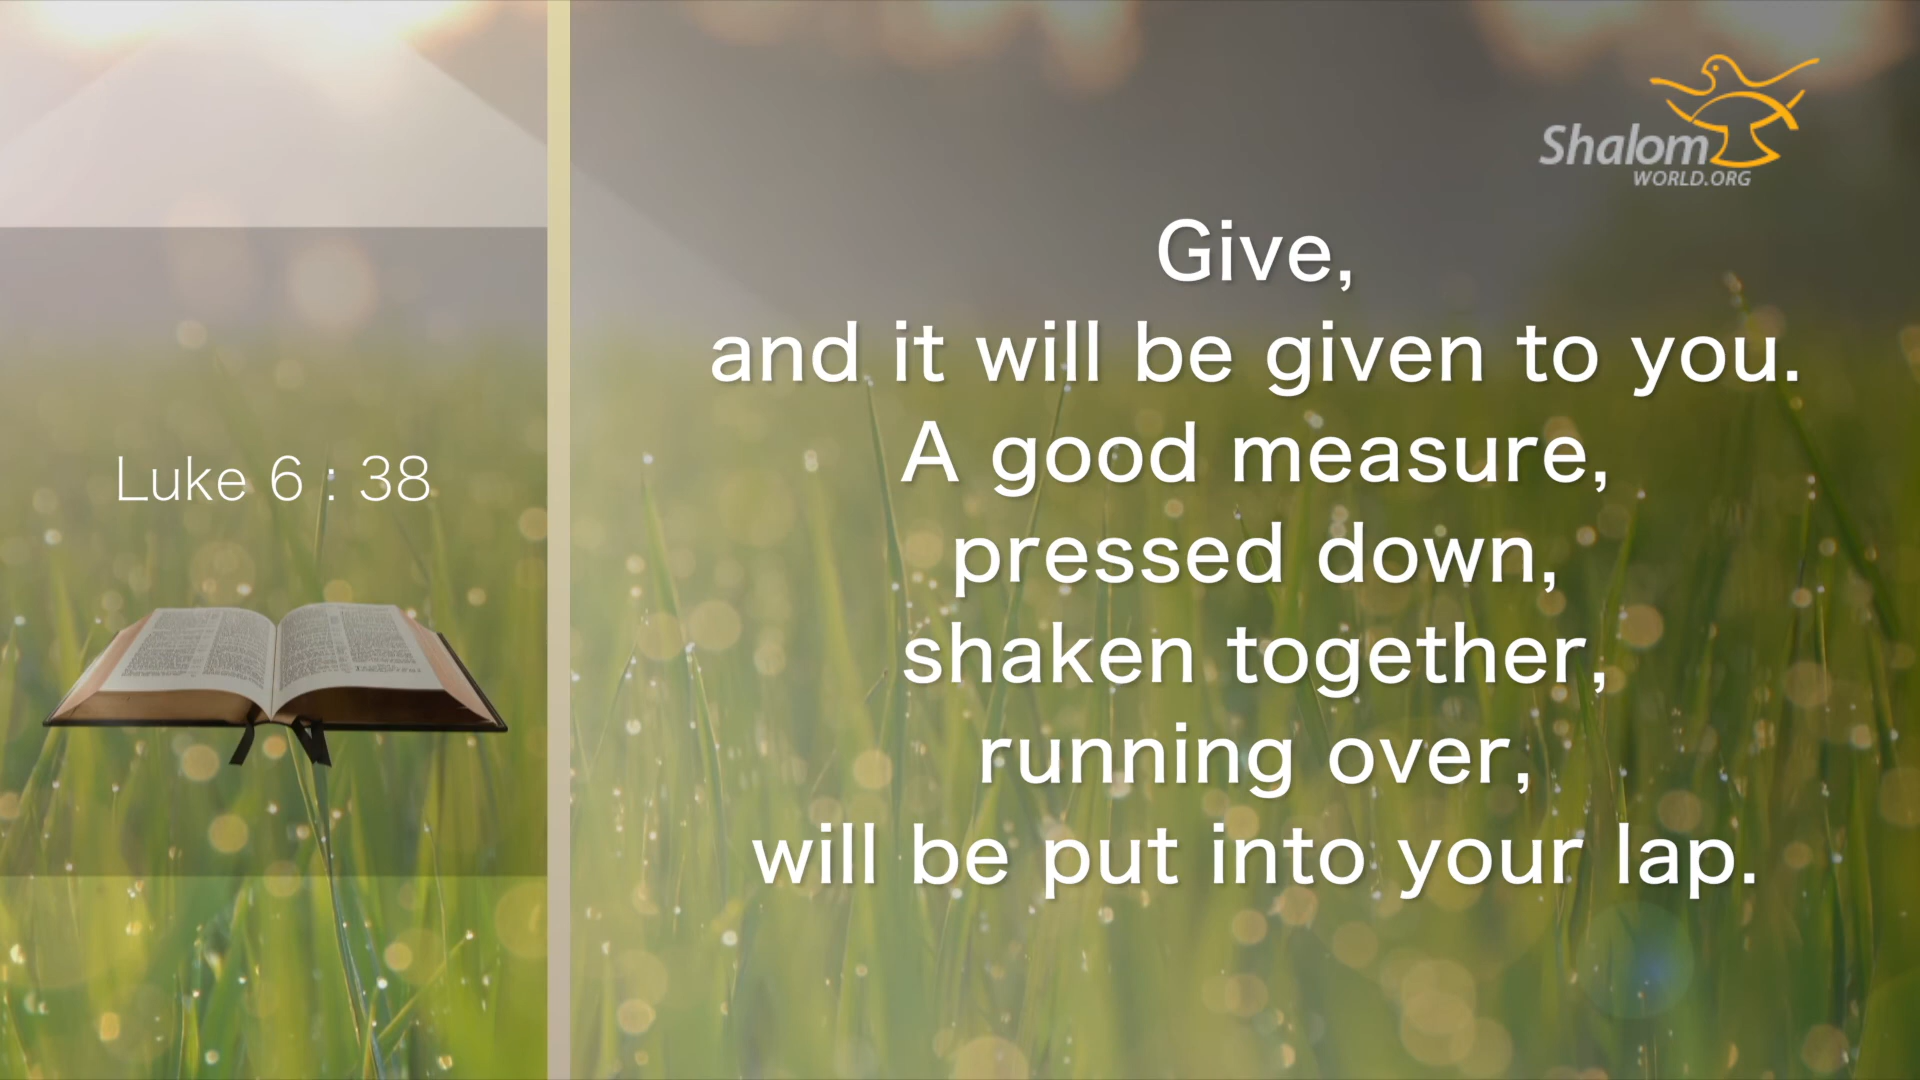 Shalom
WORLD.ORG
Luke 6 : 38
Give,
and it will be given to you.
A good measure,
pressed down,
shaken together,
running over,
will be put into your lap.